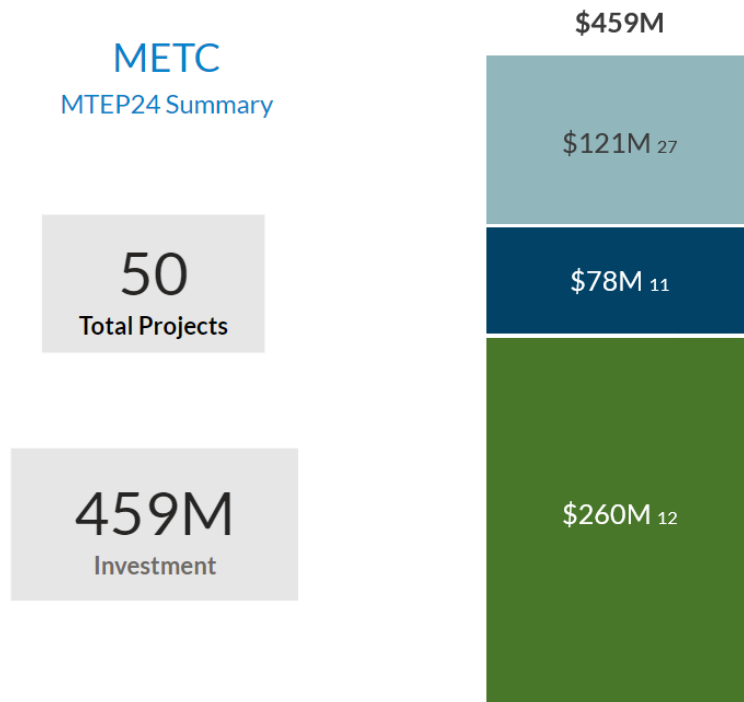 METC
MTEP24 Summary
50
Total Projects
459M
Investment
$459M
$121M 27
$78M 11
$260M 12